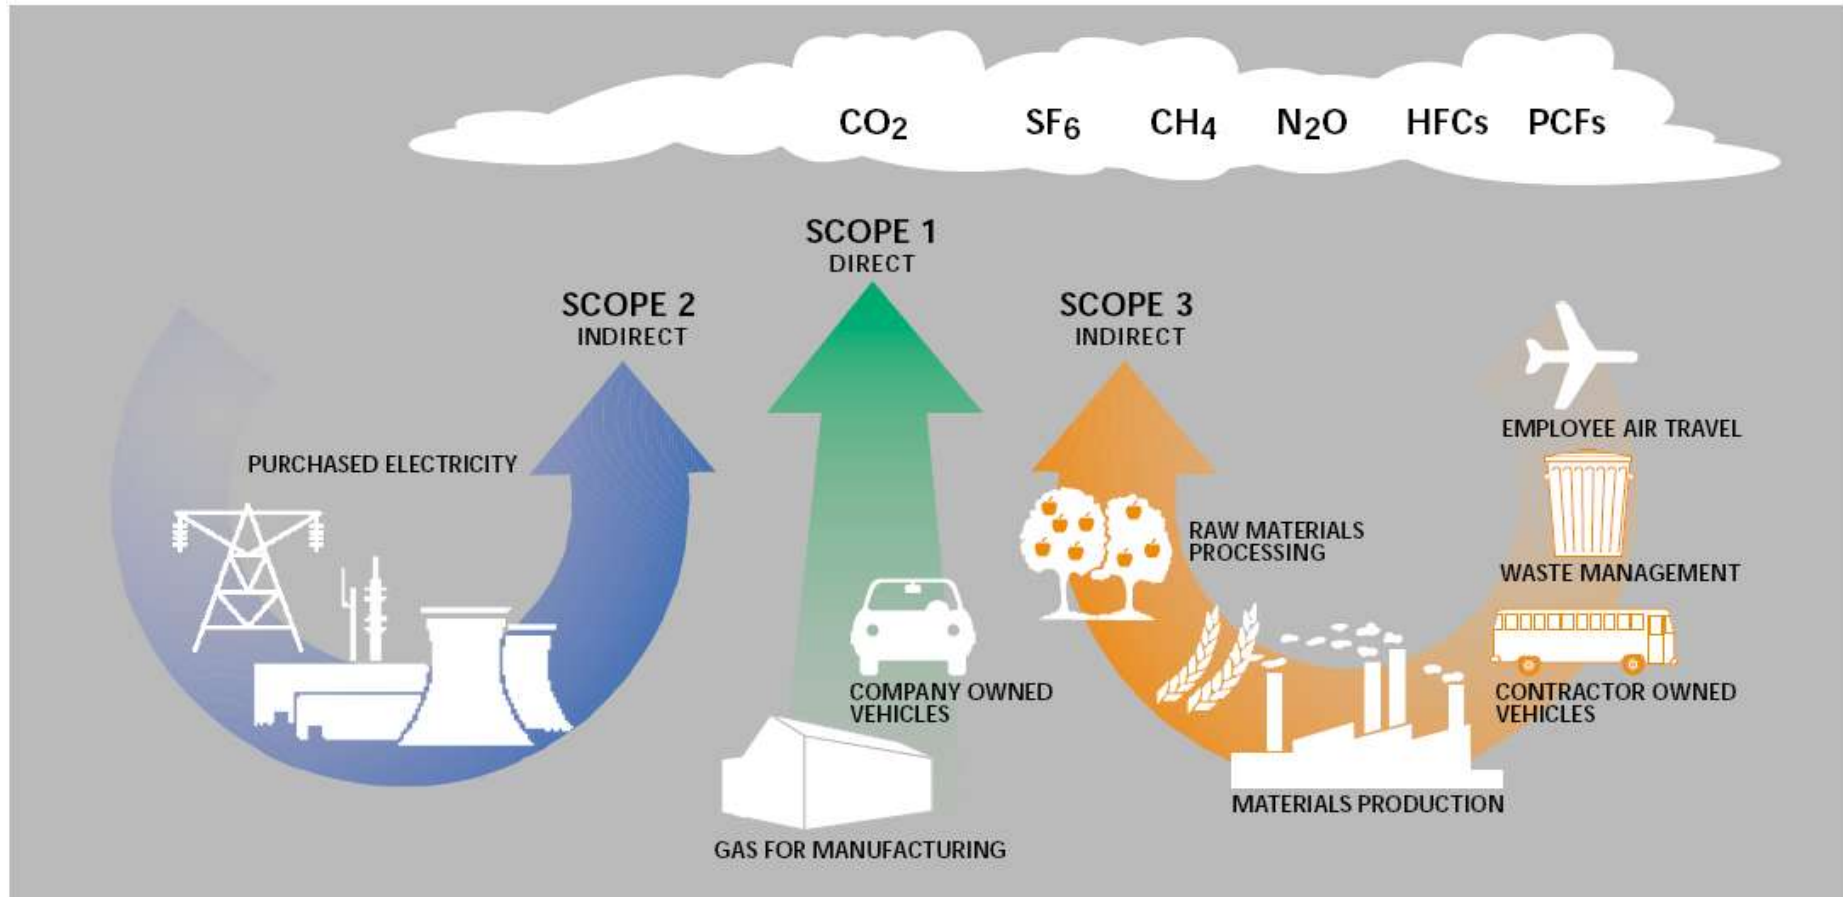 CO2 SF6 CH4 N2O HFCs PCFs
SCOPE 1
DIRECT
SCOPE 2
INDIRECT
SCOPE 3
INDIRECT
PURCHASED ELECTRICITY
COMPANY OWNED
VEHICLES
GAS FOR MANUFACTURING
RAW MATERIALS
PROCESSING
MATERIALS PRODUCTION
EMPLOYEE AIR TRAVEL
WASTE MANAGEMENT
CONTRACTOR OWNED
VEHICLES